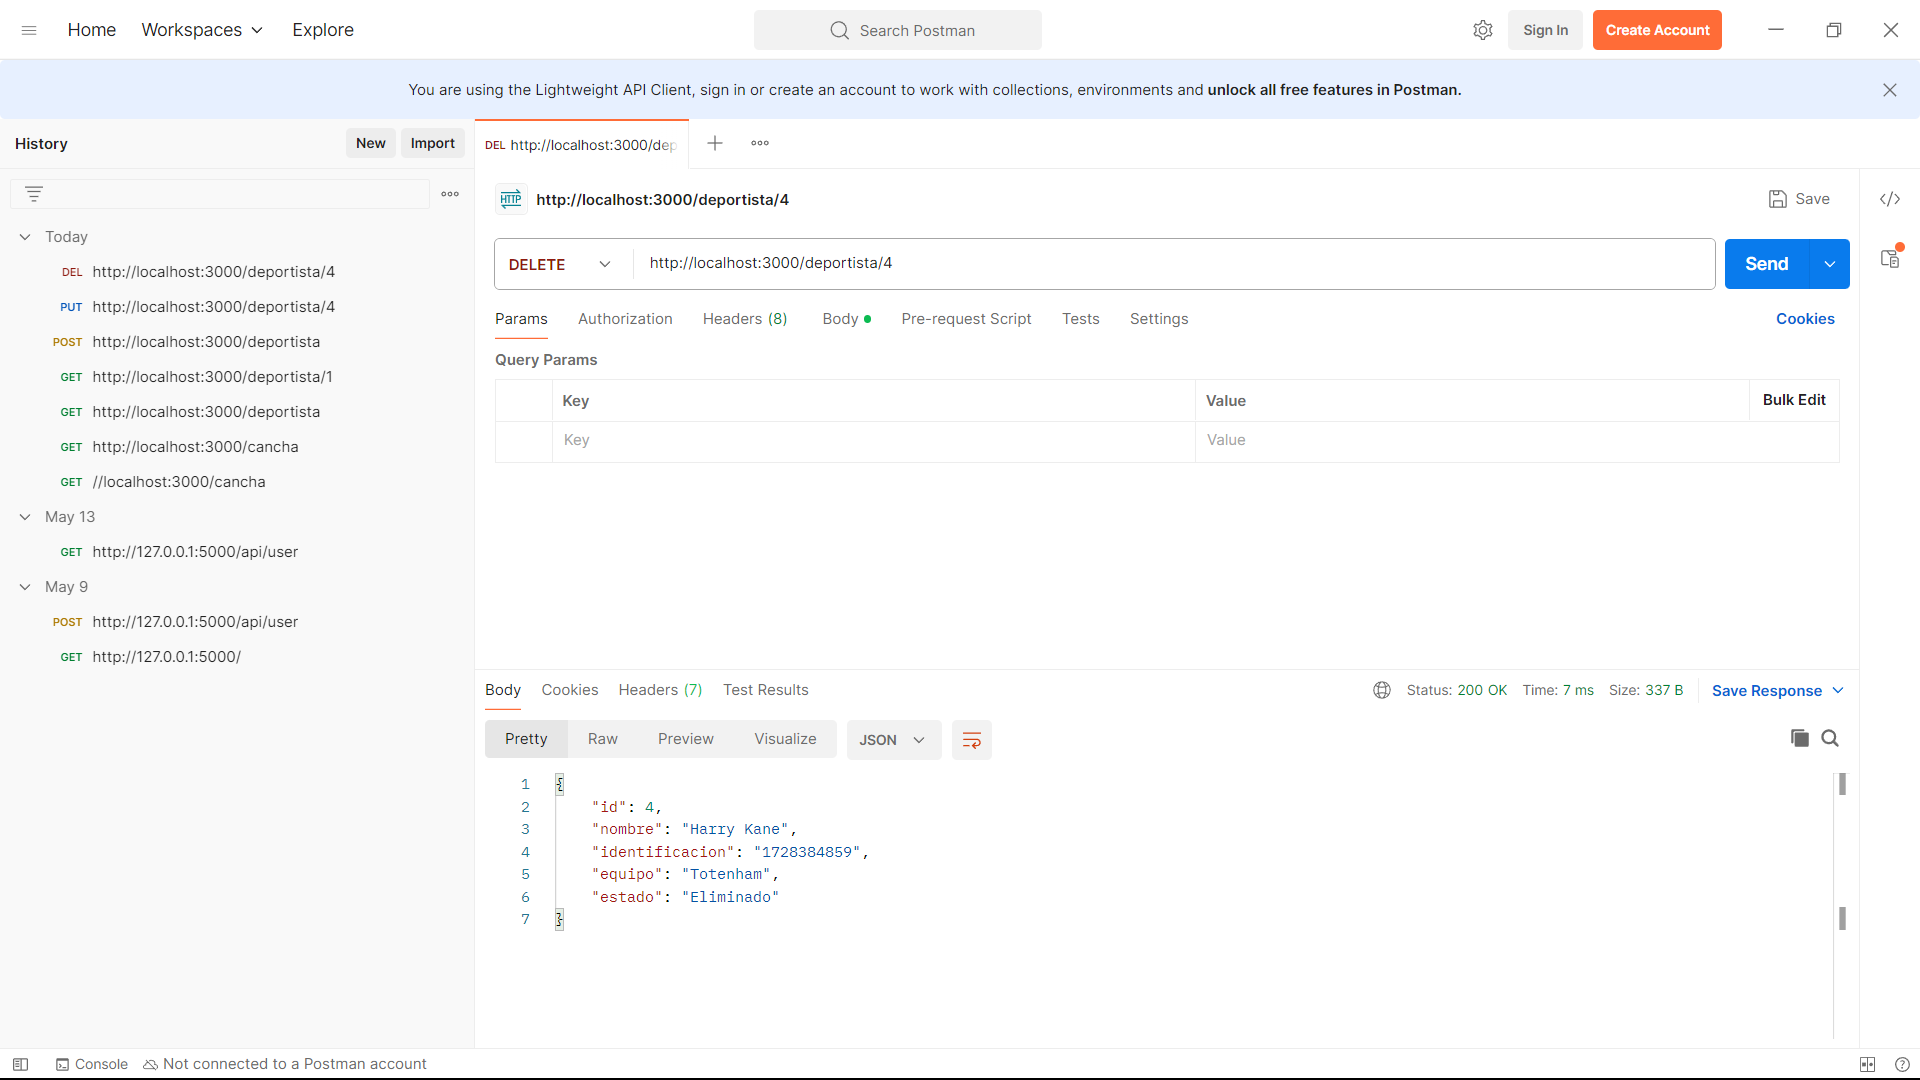 Home Workspaces Explore Search Postman Sign In Create Account
You are using the Lightweight API Client, sign in or create an account to work with collections, environments and unlock all free features in Postman.
History New Import
Today
DEL http://localhost:3000/deportista/4
PUT http://localhost:3000/deportista/4
POST http://localhost:3000/deportista
GET http://localhost:3000/deportista/1
GET http://localhost:3000/deportista
GET http://localhost:3000/cancha
GET //localhost:3000/cancha
May 13
GET http://127.0.0.1:5000/api/user
May 9
POST http://127.0.0.1:5000/api/user
GET http://127.0.0.1:5000/
DEL http://localhost:3000/dep
HTTP http://localhost:3000/deportista/4 Save
DELETE http://localhost:3000/deportista/4 Send
Params Authorization Headers (8) Body Pre-request Script Tests Settings Cookies
Query Params
Key Value Bulk Edit
Key Value
Body Cookies Headers (7) Test Results Status: 200 OK Time: 7 ms Size: 337 B Save Response
Pretty Raw Preview Visualize JSON
1 {
2 "id": 4,
3 "nombre": "Harry Kane",
4 "identificacion": "1728384859",
5 "equipo": "Totenham",
6 "estado": "Eliminado"
7 }
Console Not connected to a Postman account